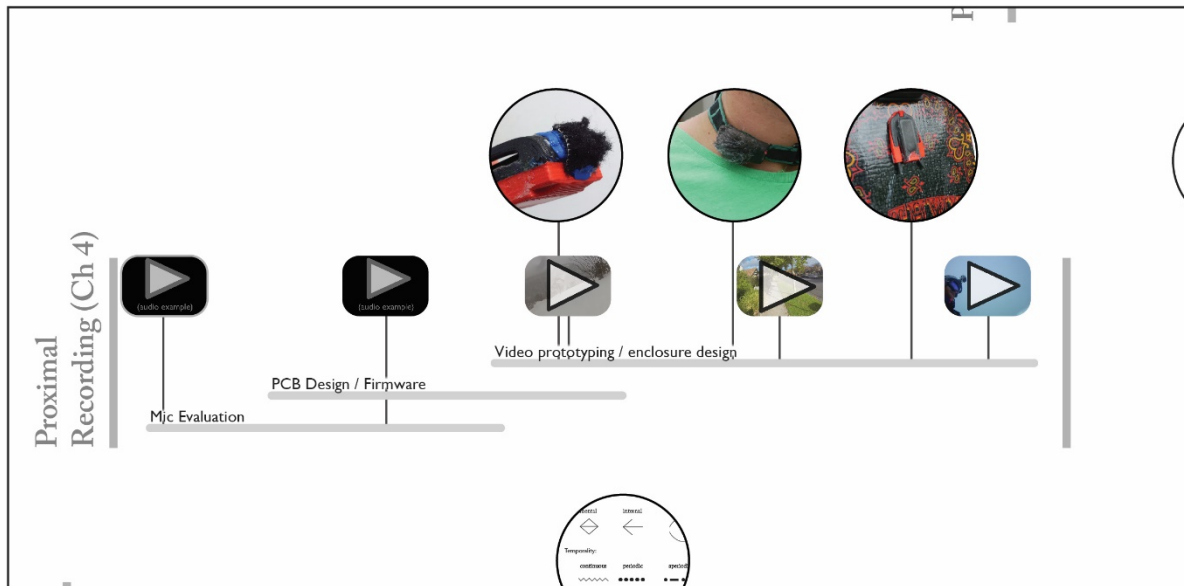 P
Proximal
Recording (Ch 4)
(audio example)
(audio example)
Video prototyping / enclosure design
PCB Design / Firmware
Mic Evaluation
internal
Temporality:
continuous periodic